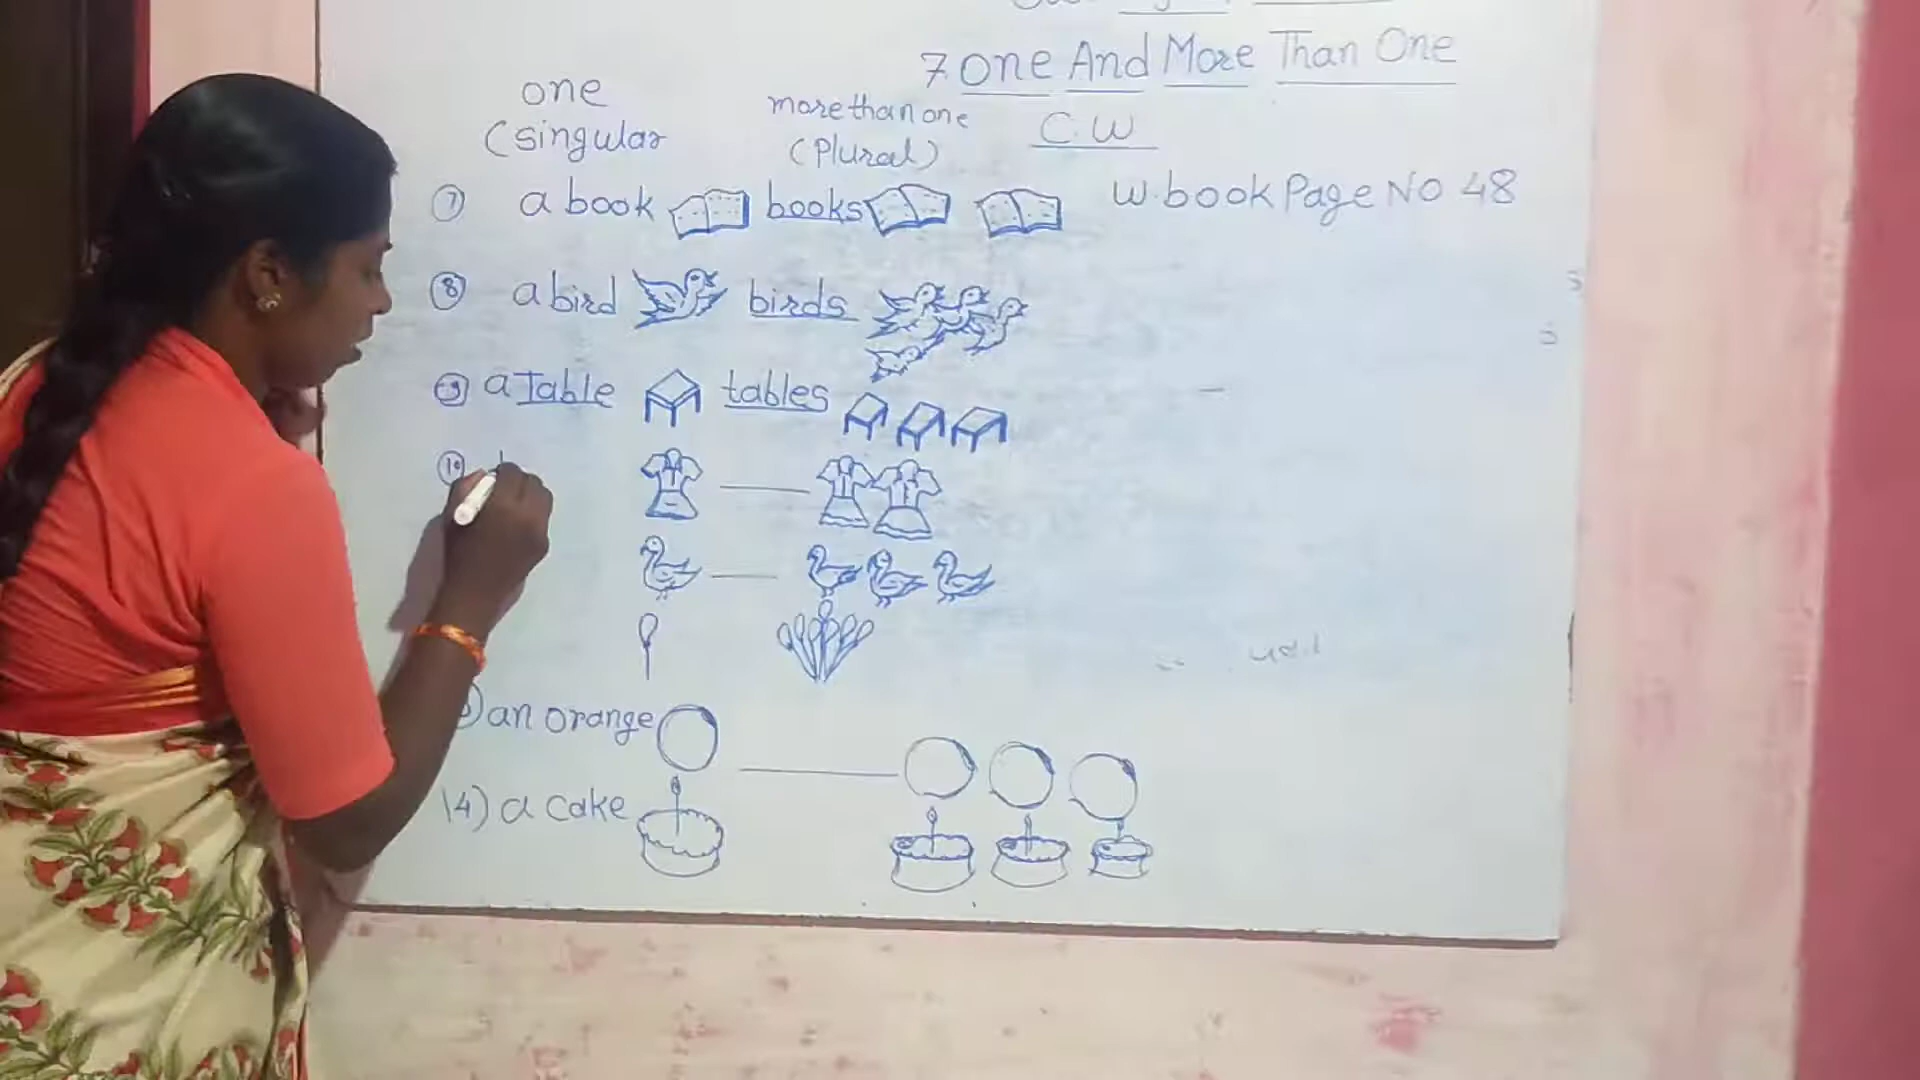 7 One And More Than One
C.W
W.book Page No 48
one
(singular
more than one
(Plural)
7 a book books
8 a bird birds
9 a Table tables
10
an orange
14) a cake